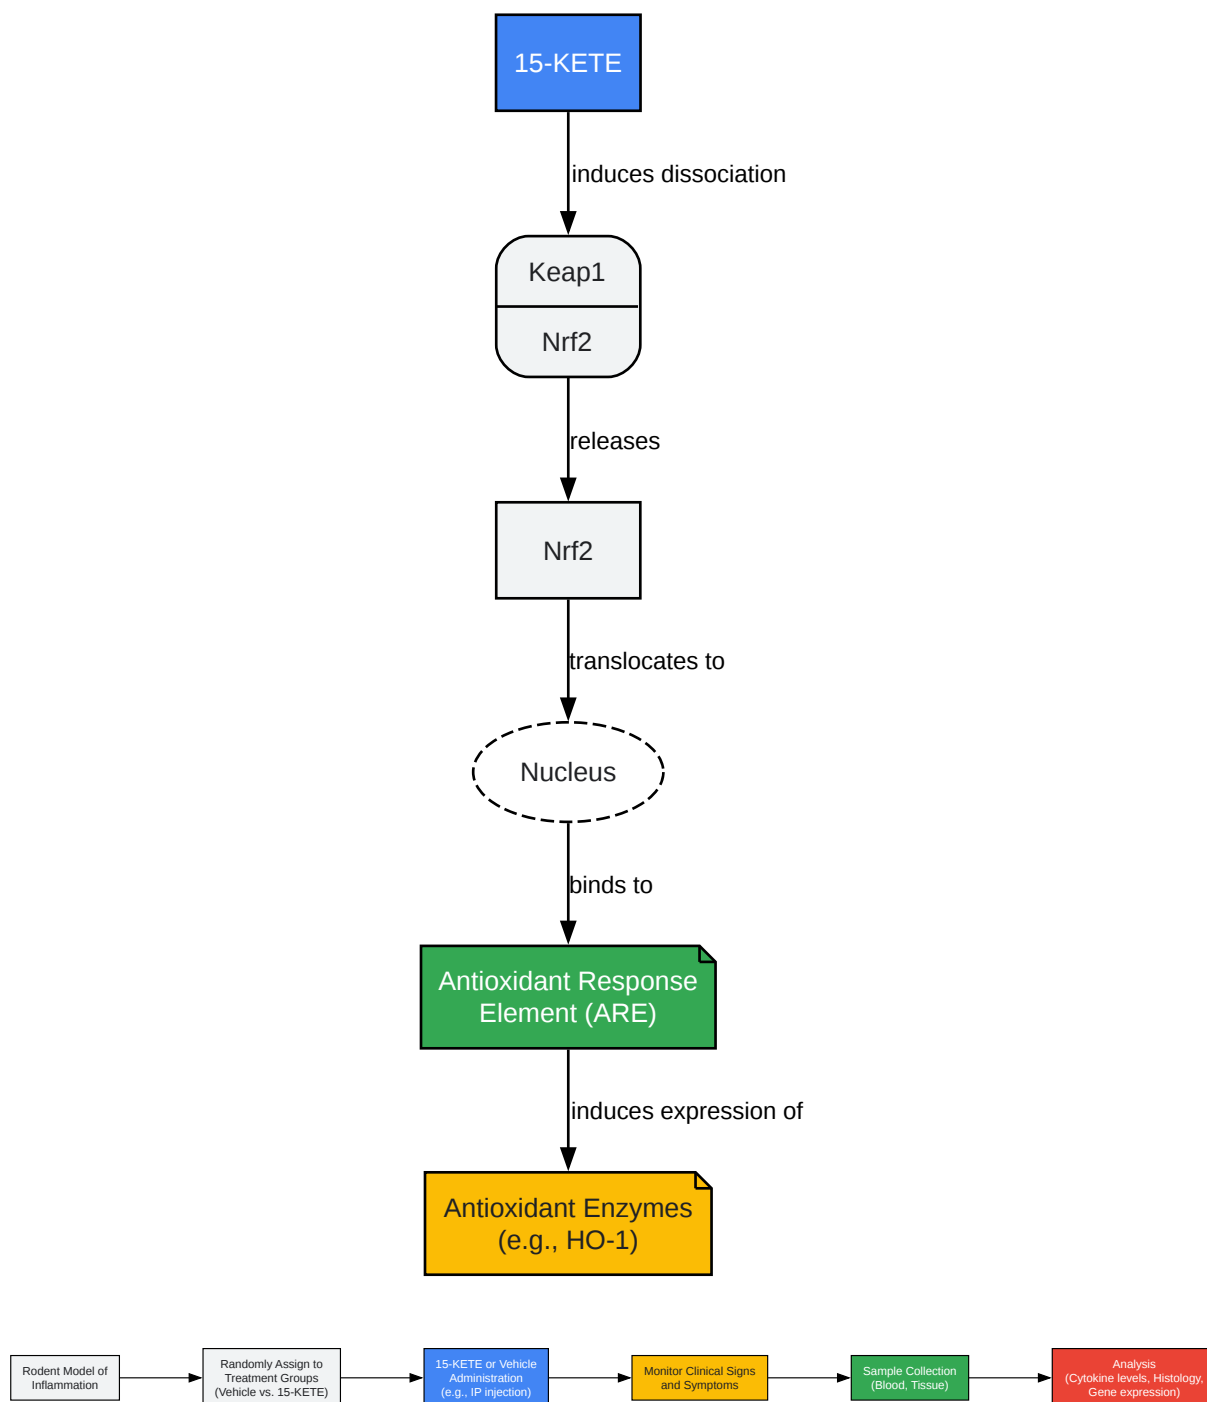 15-KETE
induces dissociation
Keap1
Nrf2
releases
Nrf2
translocates to
Nucleus
binds to
Antioxidant Response
Element (ARE)
induces expression of
Antioxidant Enzymes
(e.g., HO-1)
Rodent Model of
Inflammation
Randomly Assign to
Treatment Groups
(Vehicle vs. 15-KETE)
15-KETE or Vehicle
Administration
(e.g., IP injection)
Monitor Clinical Signs
and Symptoms
Sample Collection
(Blood, Tissue)
Analysis
(Cytokine levels, Histology,
Gene expression)